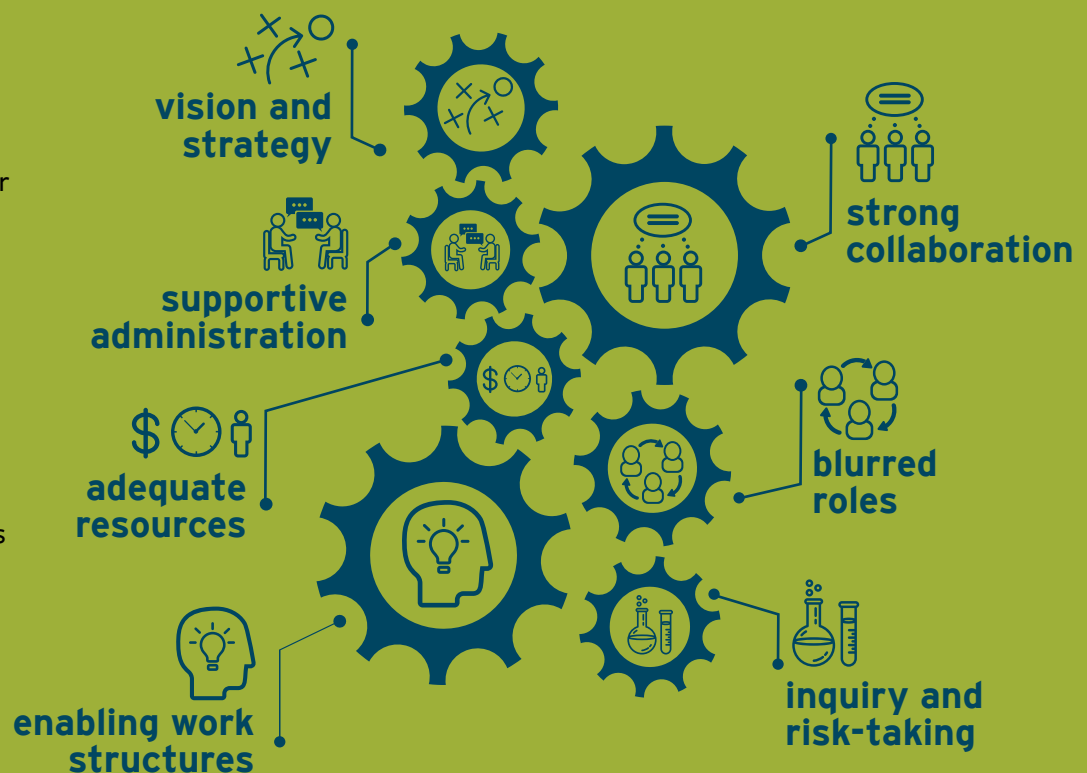 vision and
strategy
r
strong
collaboration
supportive
administration
blurred
roles
adequate
resources
s
enabling work
structures
inquiry and
risk-taking